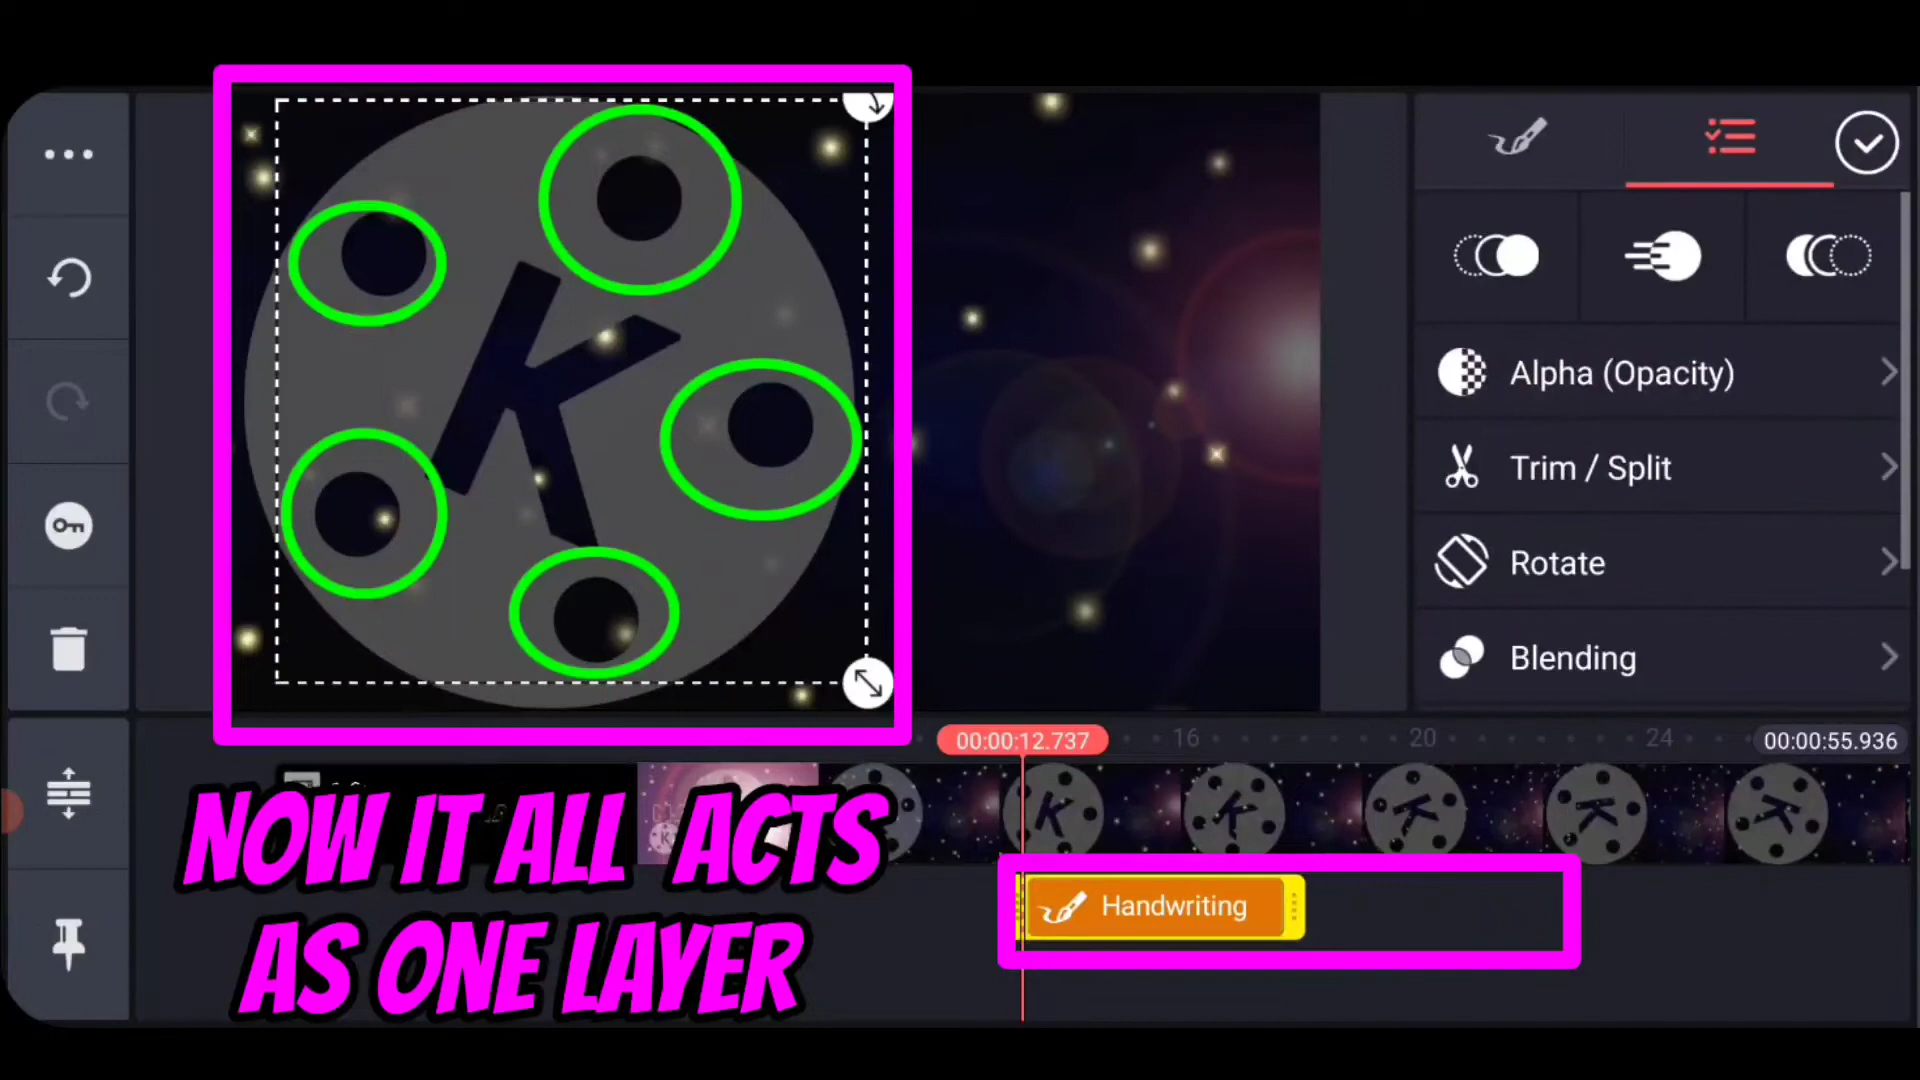 K
Alpha (Opacity)
Trim / Split
Rotate
Blending
00:00:12.737
16
20
24
00:00:55.936
NOW IT ALL ACTS
AS ONE LAYER
Handwriting